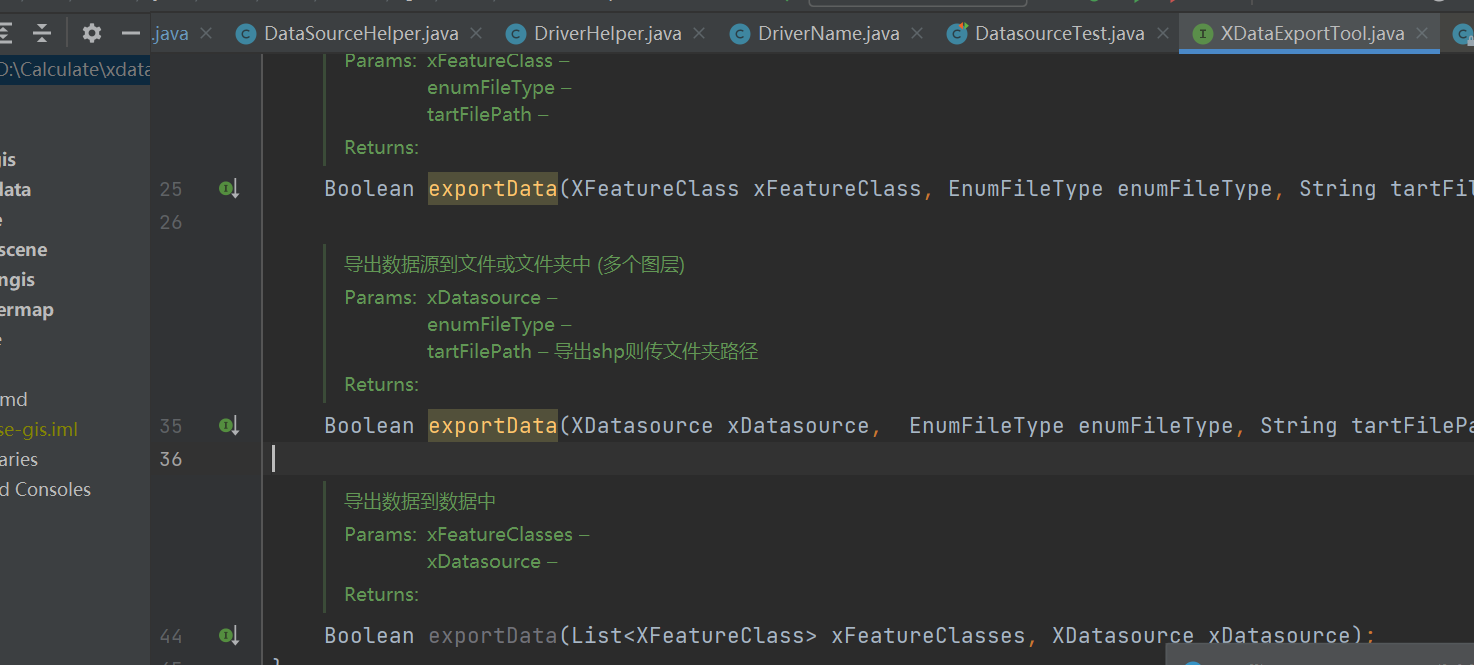 .java DataSourceHelper.java DriverHelper.java DriverName.java DatasourceTest.java XDataExportTool.java
D:\Calculate\xdata
gis
data
scene
ngis
ermap
md
se-gis.iml
aries
d Consoles
Params: xFeatureClass –
enumFileType –
tartFilePath –
Returns:
25 Boolean exportData(XFeatureClass xFeatureClass, EnumFileType enumFileType, String tartFil
26
导出数据源到文件或文件夹中 (多个图层)
Params: xDatasource –
enumFileType –
tartFilePath – 导出shp则传文件夹路径
Returns:
35 Boolean exportData(XDatasource xDatasource,  EnumFileType enumFileType, String tartFilePa
36
导出数据到数据中
Params: xFeatureClasses –
xDatasource –
Returns:
44 Boolean exportData(List<XFeatureClass> xFeatureClasses, XDatasource xDatasource);
}